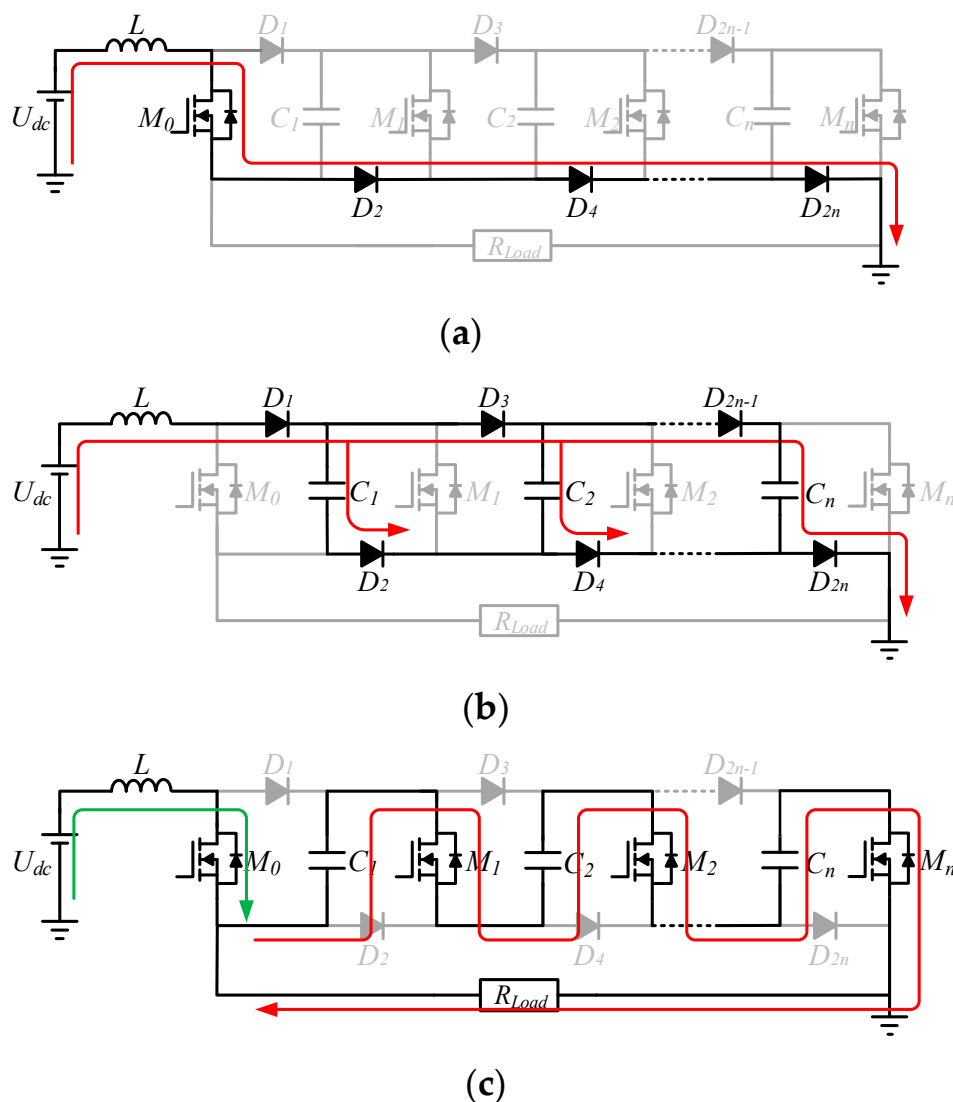 L D1 D3 D2n-1
Udc M0 C1 M1 C2 M2 Cn Mn
D2 D4 D2n
RLoad
(a)
L D1 D3 D2n-1
Udc M0 C1 M1 C2 M2 Cn Mn
D2 D4 D2n
RLoad
(b)
L D1 D3 D2n-1
Udc M0 C1 M1 C2 M2 Cn Mn
D2 D4 D2n
RLoad
(c)